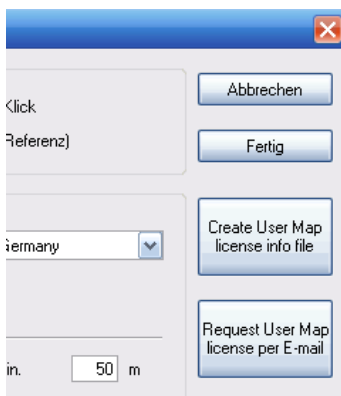 Abbrechen
Klick
Referenz)
Fertig
Germany
Create User Map
license info file
Request User Map
license per E-mail
in. 50 m